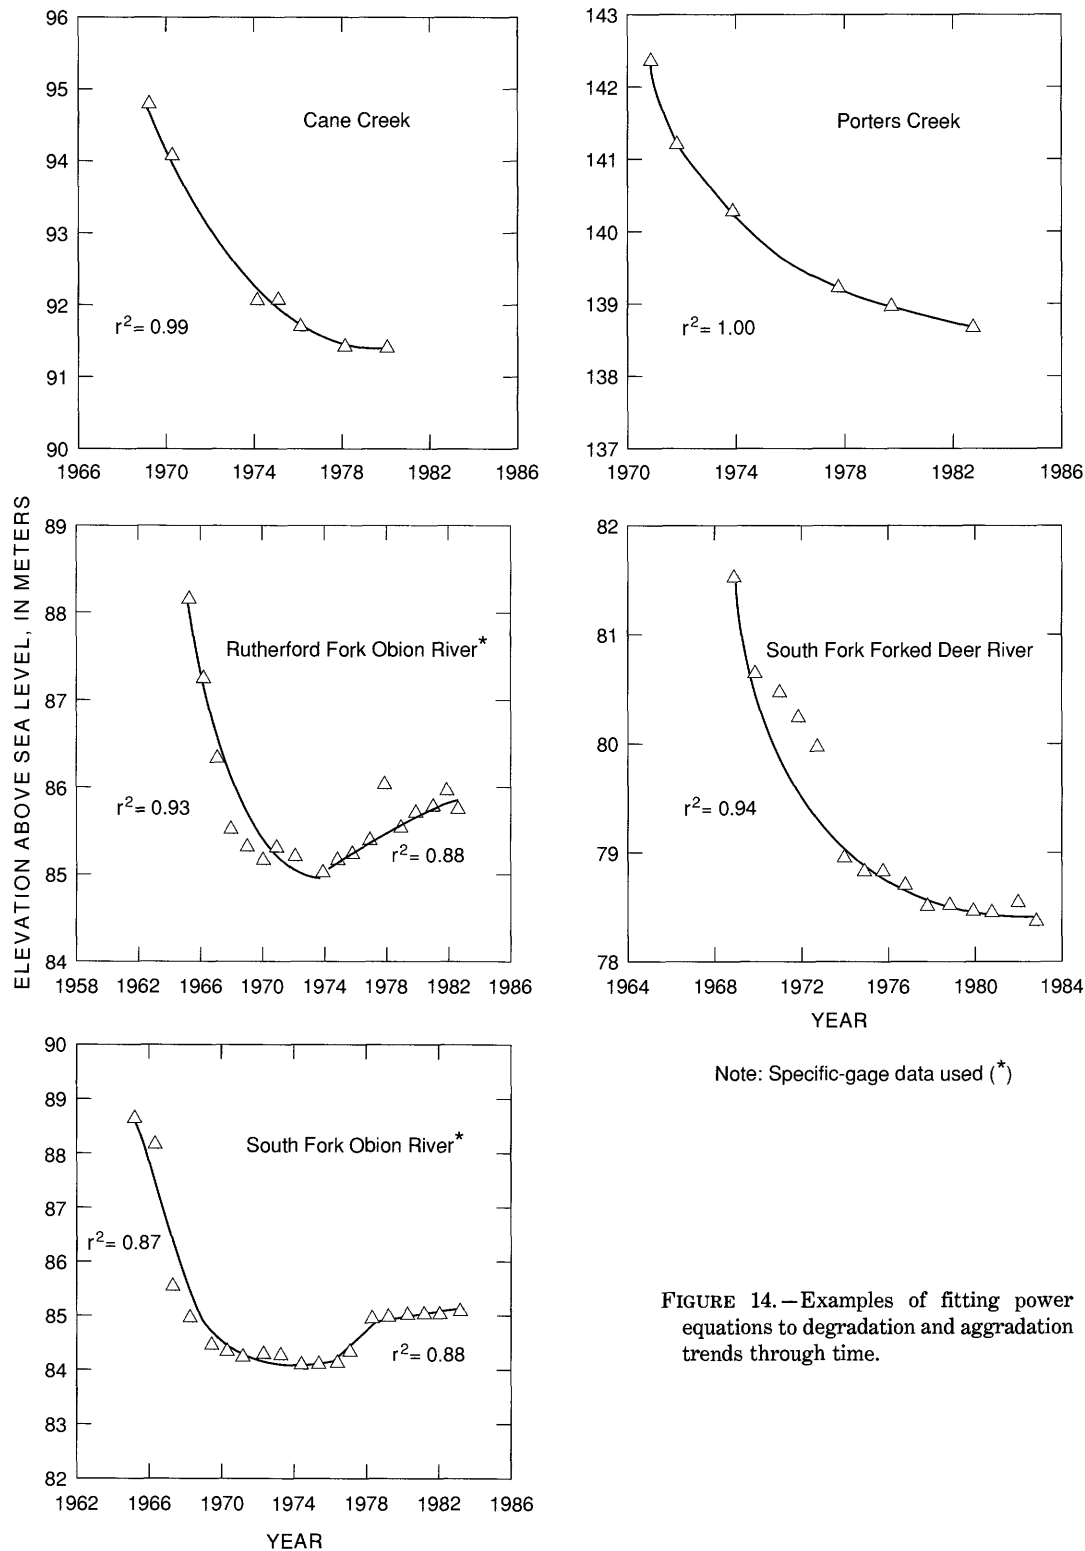 96
95
94
93
92
91
90
1966 1970 1974 1978 1982 1986
Cane Creek
r²= 0.99
143
142
141
140
139
138
137
1970 1974 1978 1982 1986
Porters Creek
r²= 1.00
ELEVATION ABOVE SEA LEVEL, IN METERS
89
88
87
86
85
84
1958 1962 1966 1970 1974 1978 1982 1986
Rutherford Fork Obion River*
r²= 0.93
r²= 0.88
82
81
80
79
78
1964 1968 1972 1976 1980 1984
YEAR
South Fork Forked Deer River
r²= 0.94
Note: Specific-gage data used (*)
90
89
88
87
86
85
84
83
82
1962 1966 1970 1974 1978 1982 1986
YEAR
South Fork Obion River*
r²= 0.87
r²= 0.88
FIGURE 14.—Examples of fitting power
equations to degradation and aggradation
trends through time.